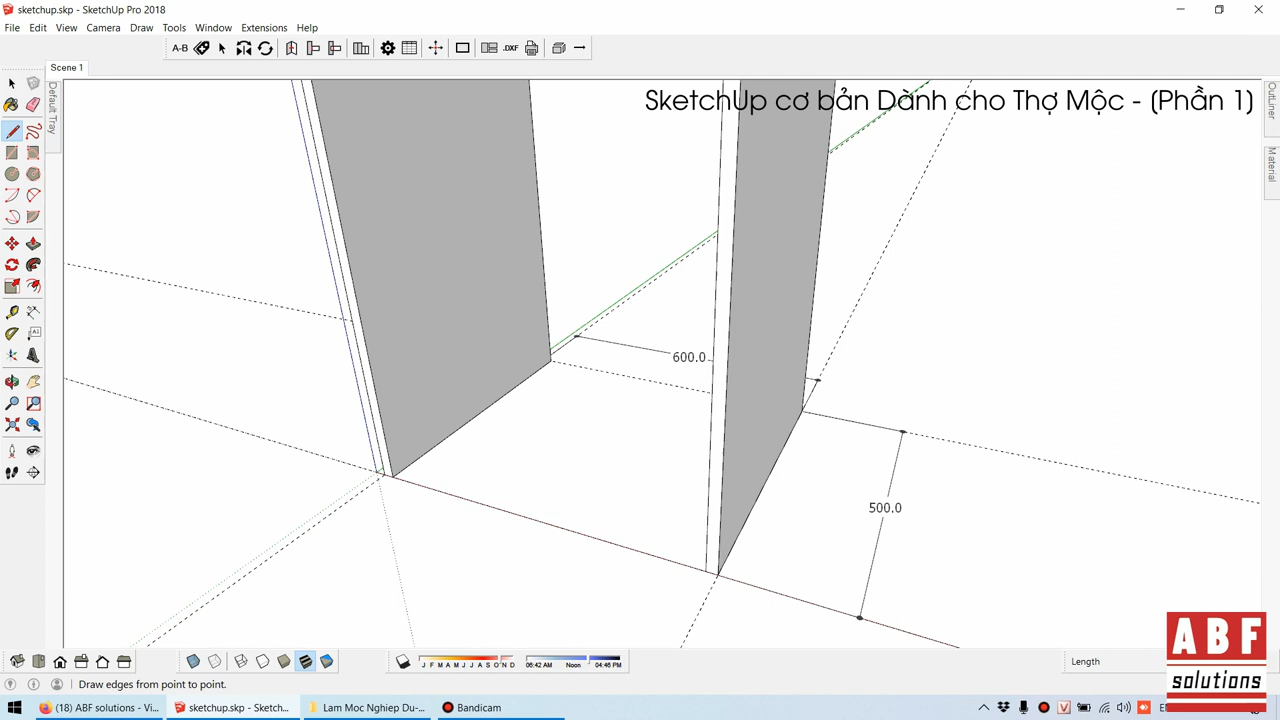 sketchup.skp - SketchUp Pro 2018
File Edit View Camera Draw Tools Window Extensions Help
A-B
.DXF
Scene 1
Default Tray
SketchUp cơ bản Dành cho Thợ Mộc - (Phần 1)
OutLiner
Material
600.0
500.0
ABF
solutions
J F M A M J J A S O N D
06:42 AM Noon 04:46 PM
Length
Draw edges from point to point.
(18) ABF solutions - Vi...
sketchup.skp - Sketch...
Lam Moc Nghiep Du-...
Bandicam